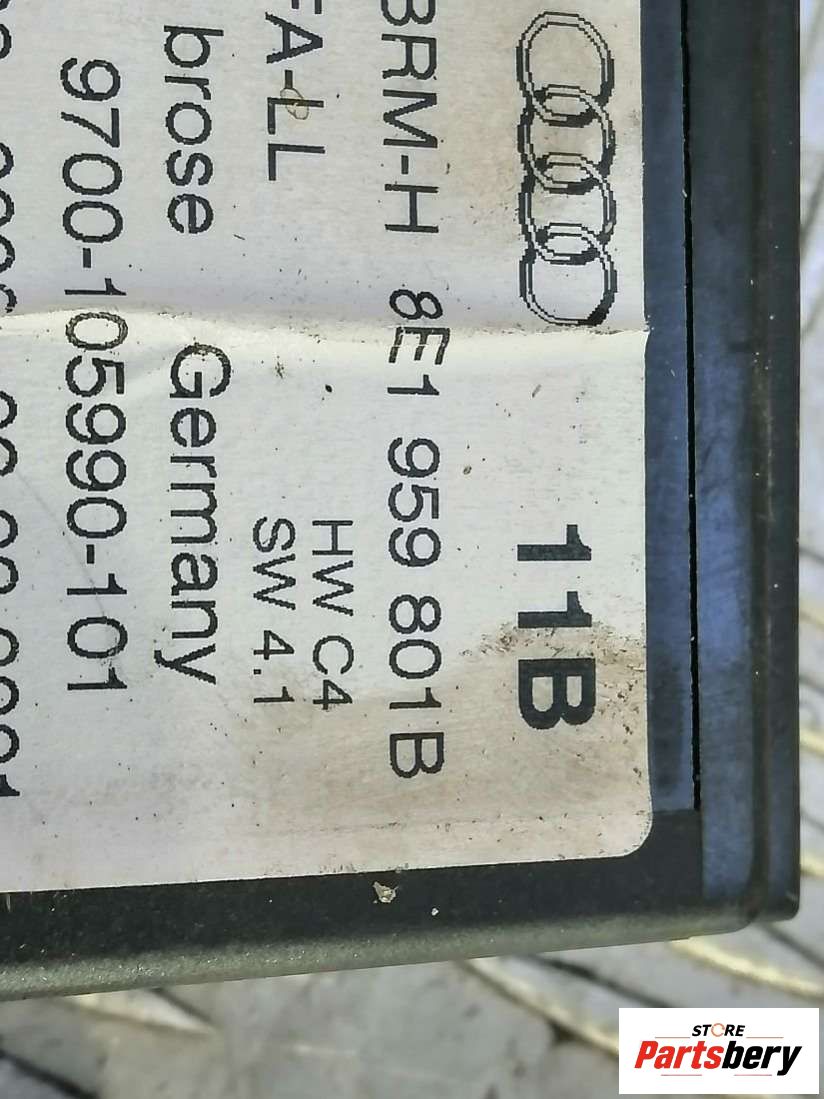 11B
BRM-H 8E1 959 801B
HW C4
FA-LL
SW 4.1
brose Germany
9700-105990-101
STORE
Partsbery